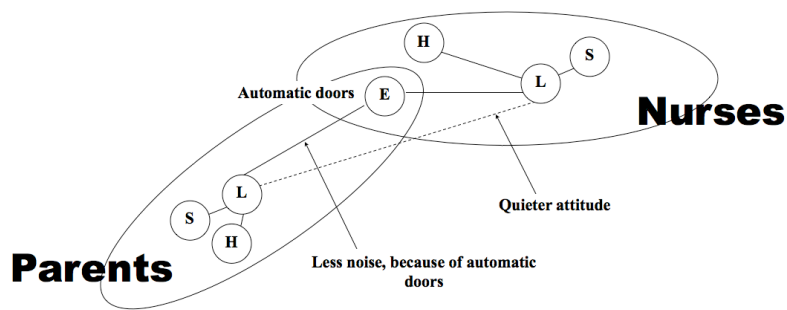 H
S
L
Automatic doors
E
Nurses
L
Quieter attitude
S
H
Parents
Less noise, because of automatic
doors